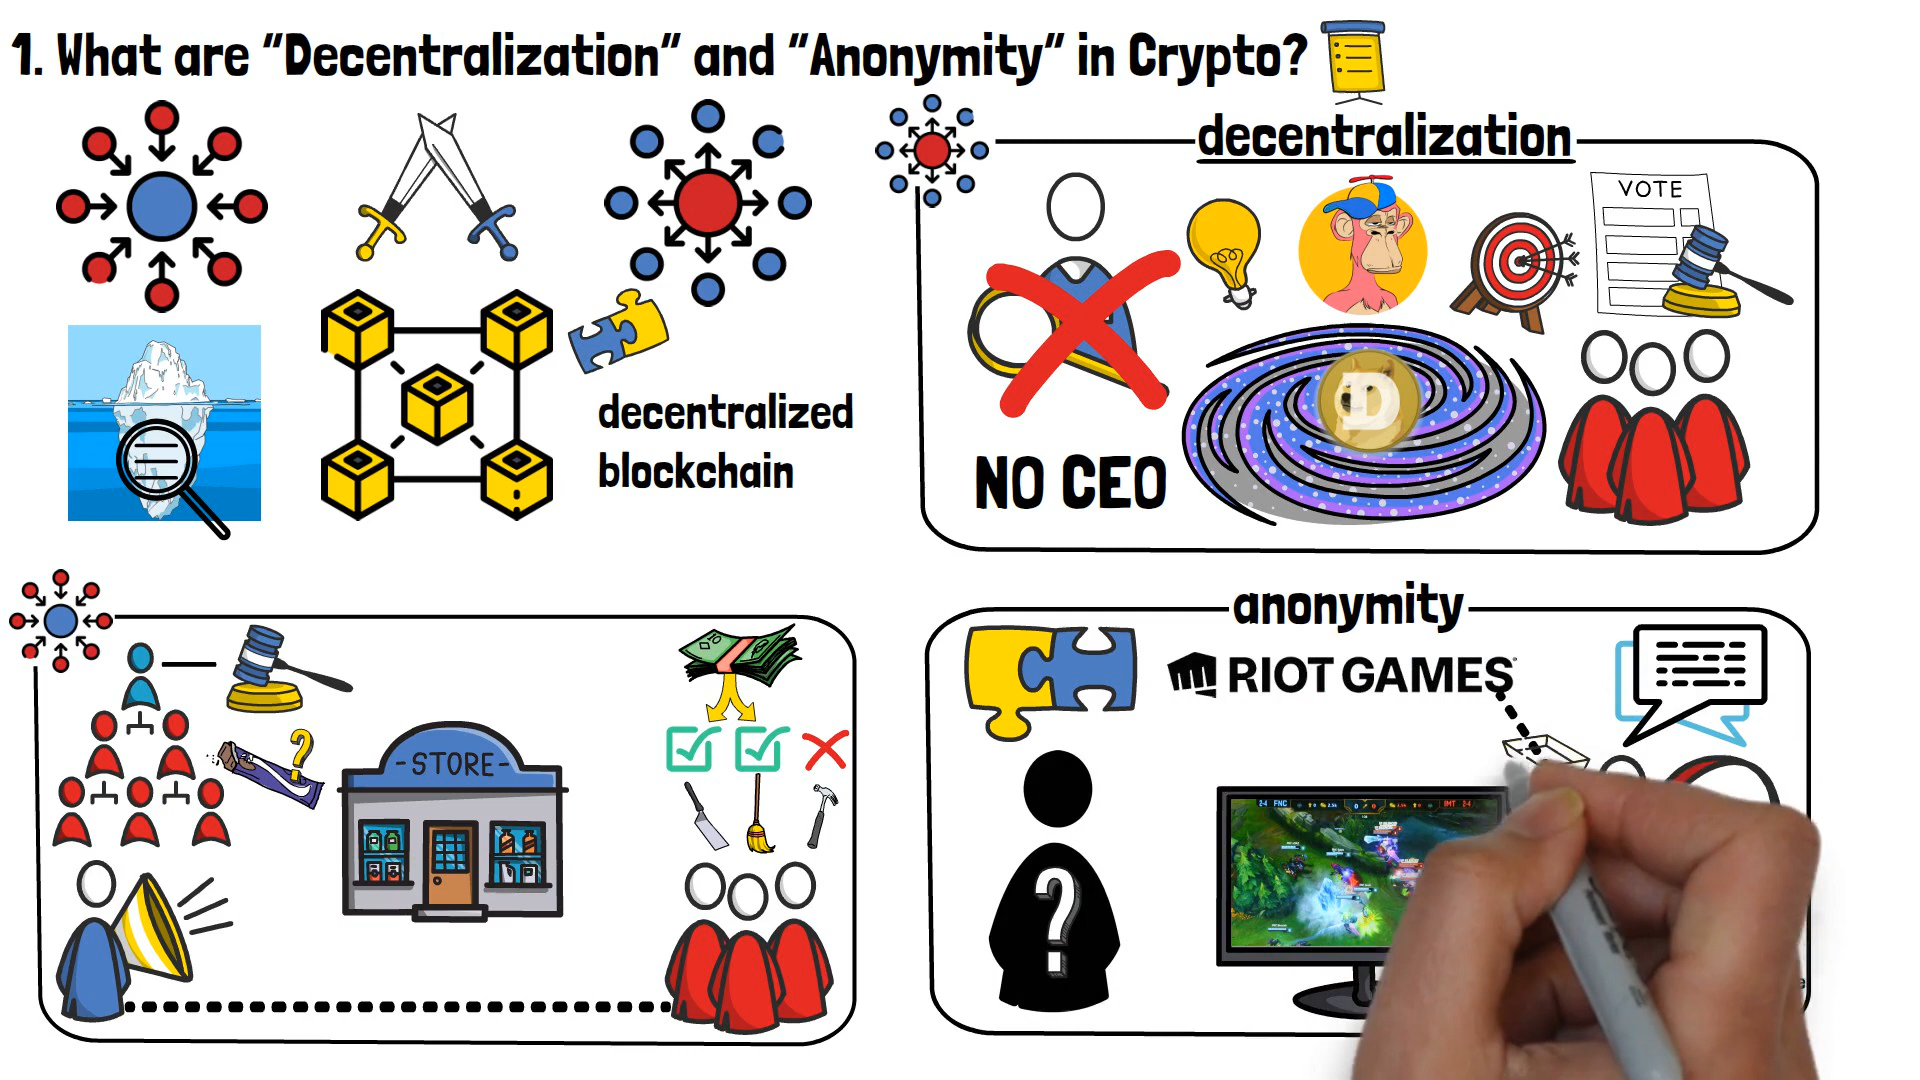 1. What are "Decentralization" and "Anonymity" in Crypto?
decentralization
VOTE
D
decentralized
blockchain
NO CEO
anonymity
RIOT GAMES
- STORE -
?
?